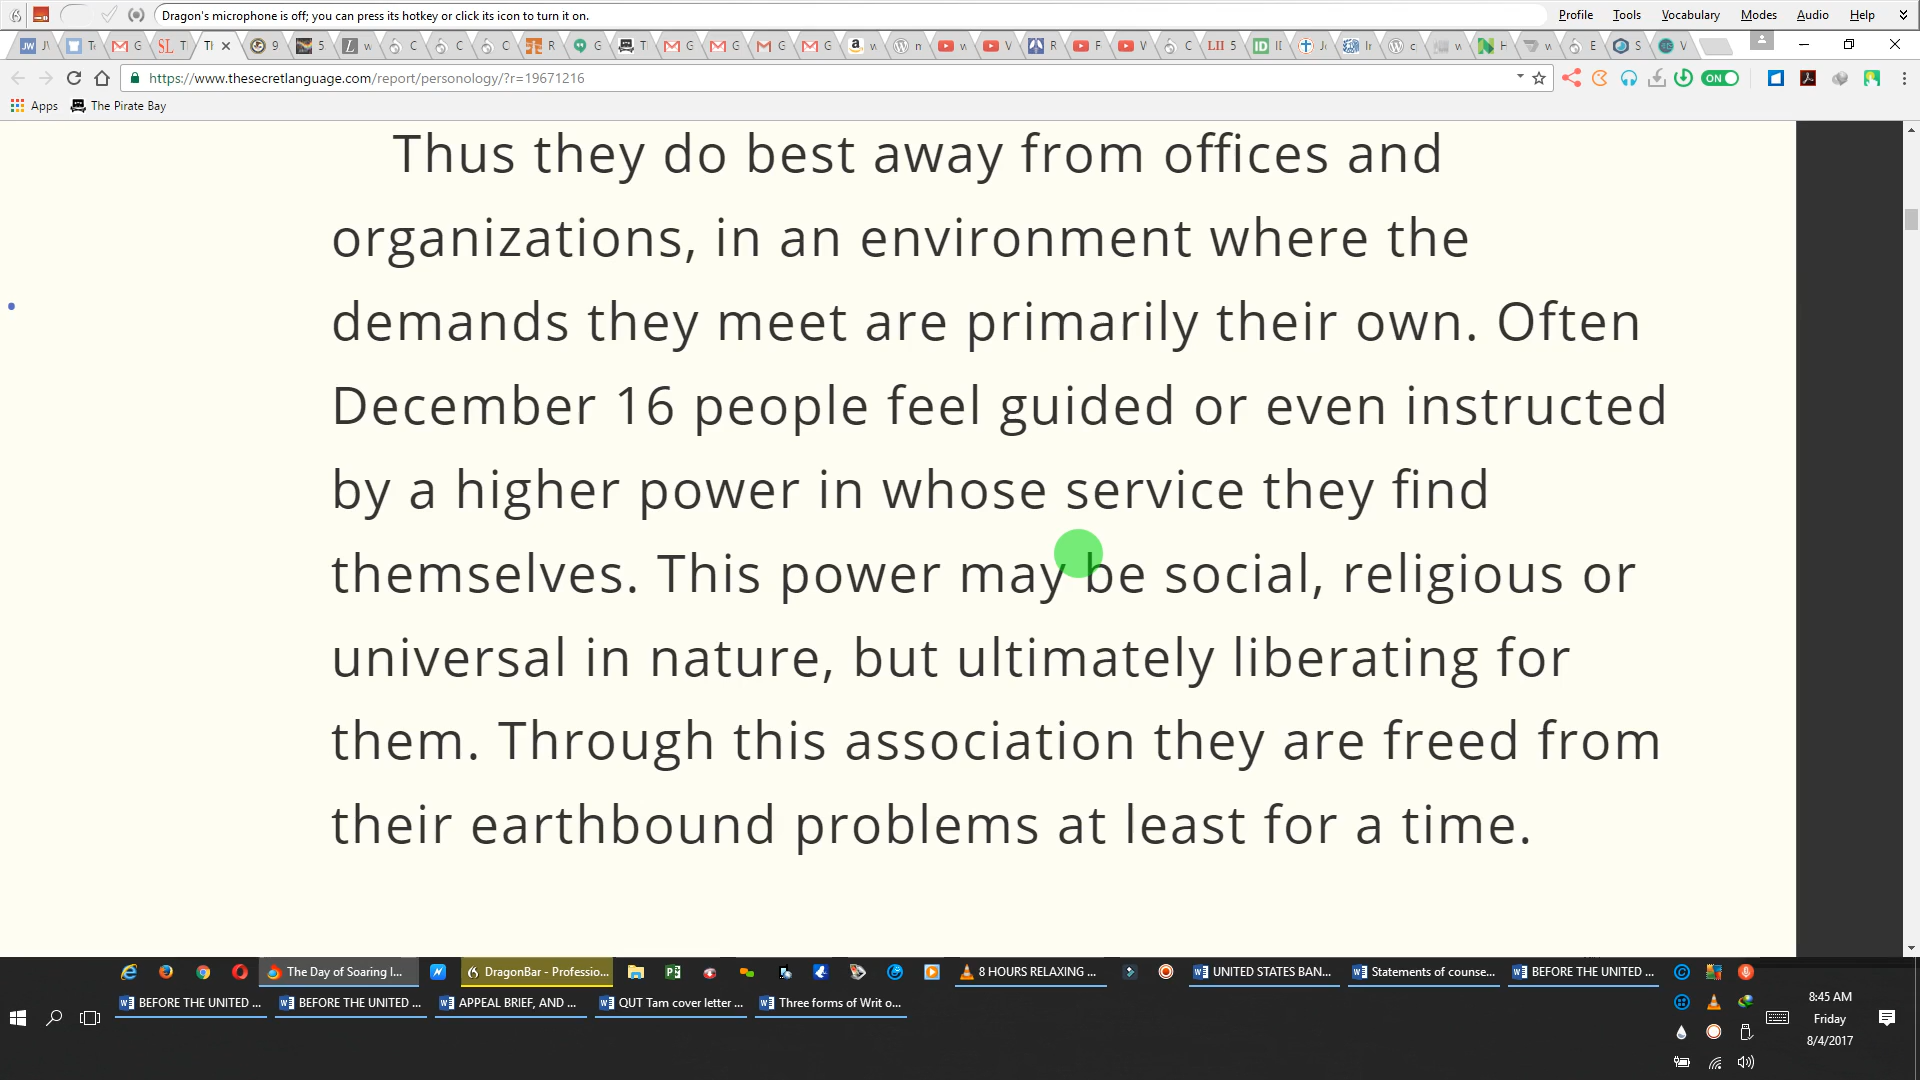 Dragon's microphone is off; you can press its hotkey or click its icon to turn it on.
Profile Tools Vocabulary Modes Audio Help
https://www.thesecretlanguage.com/report/personology/?r=19671216
ON
Apps The Pirate Bay
Thus they do best away from offices and
organizations, in an environment where the
demands they meet are primarily their own. Often
December 16 people feel guided or even instructed
by a higher power in whose service they find
themselves. This power may be social, religious or
universal in nature, but ultimately liberating for
them. Through this association they are freed from
their earthbound problems at least for a time.
The Day of Soaring I... DragonBar - Professio... 8 HOURS RELAXING ... UNITED STATES BAN... Statements of counse... BEFORE THE UNITED ...
BEFORE THE UNITED ... BEFORE THE UNITED ... APPEAL BRIEF, AND ... QUT Tam cover letter ... Three forms of Writ o...
8:45 AM
Friday
8/4/2017